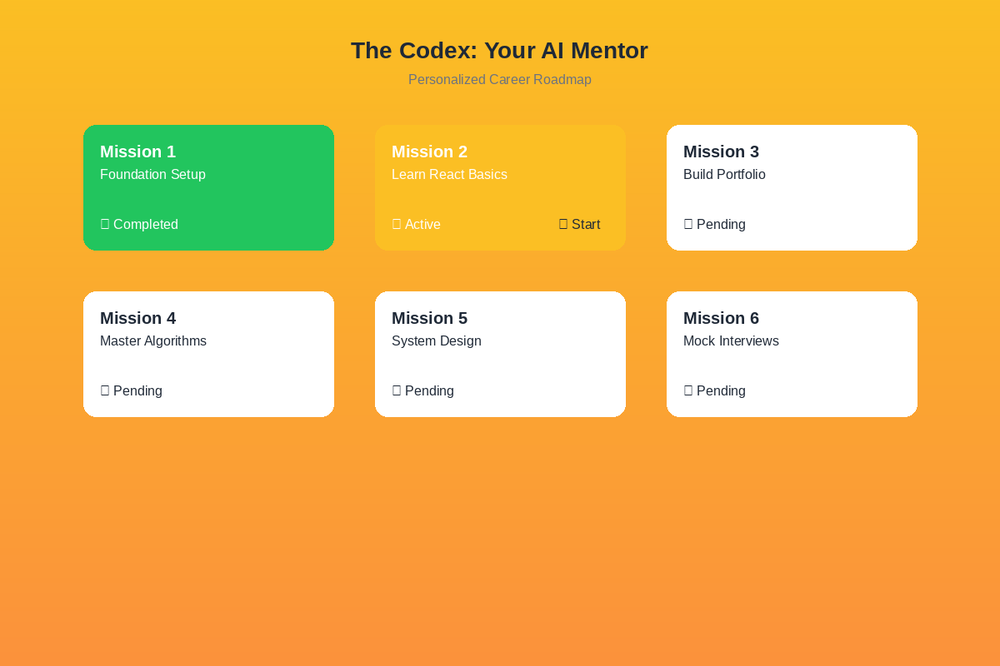 The Codex: Your AI Mentor
Personalized Career Roadmap
Mission 1
Foundation Setup
Completed
Mission 2
Learn React Basics
Active
Start
Mission 3
Build Portfolio
Pending
Mission 4
Master Algorithms
Pending
Mission 5
System Design
Pending
Mission 6
Mock Interviews
Pending